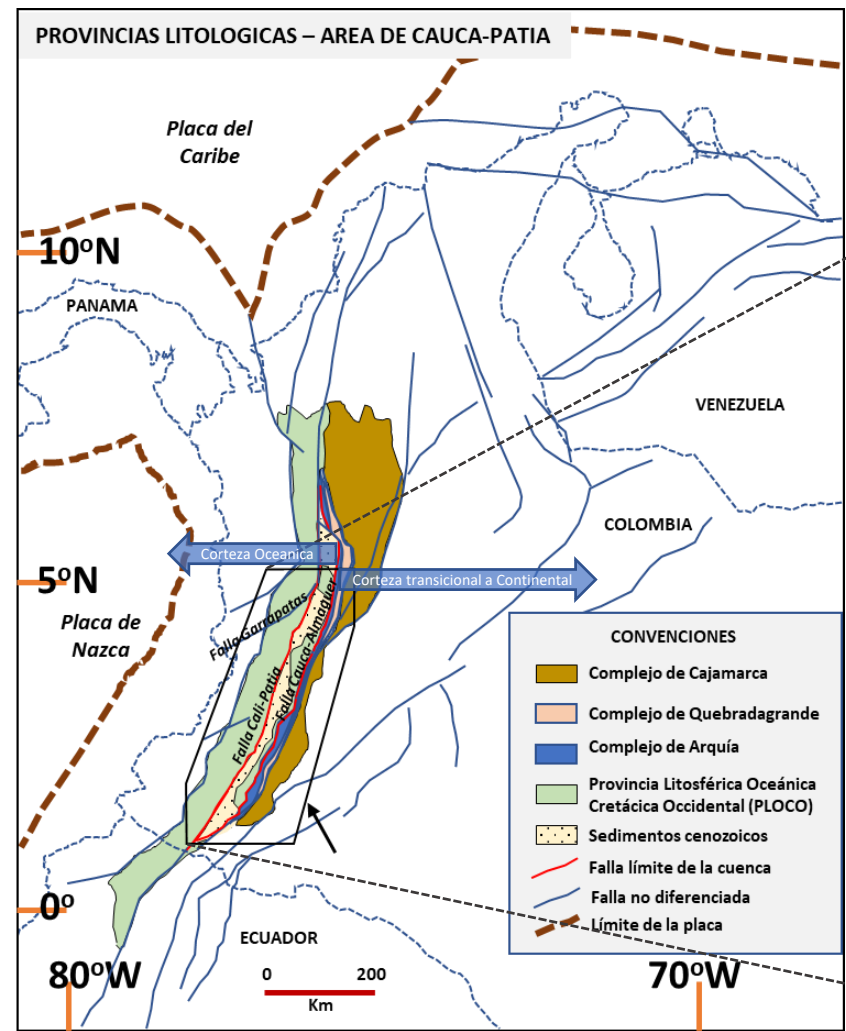 PROVINCIAS LITOLOGICAS – AREA DE CAUCA-PATIA
Placa del
Caribe
10ºN
PANAMA
VENEZUELA
COLOMBIA
Corteza Oceanica
Corteza transicional a Continental
5ºN
Placa de
Nazca
Falla Garrapatas
Falla Cali-Patia
Falla Cauca-Almaguer
CONVENCIONES
Complejo de Cajamarca
Complejo de Quebradagrande
Complejo de Arquía
Provincia Litosférica Oceánica
Cretácica Occidental (PLOCO)
Sedimentos cenozoicos
Falla límite de la cuenca
Falla no diferenciada
Límite de la placa
0º
ECUADOR
80ºW
0
200
Km
70ºW